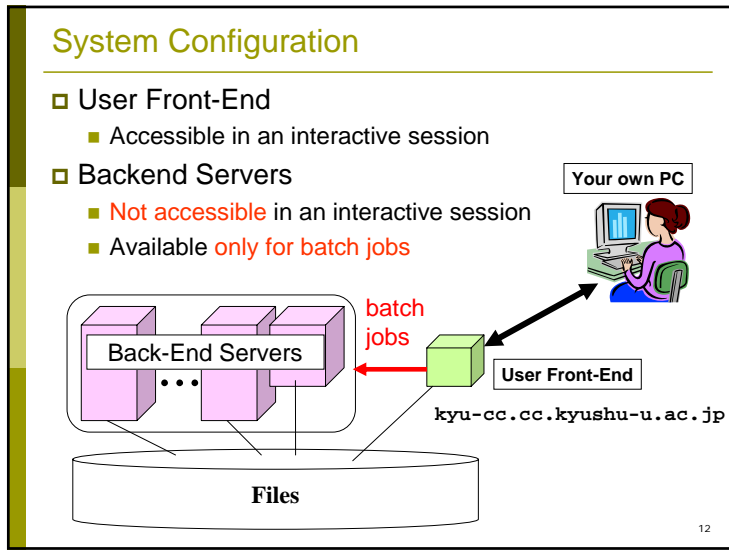 System Configuration
User Front-End
Accessible in an interactive session
Backend Servers
Not accessible in an interactive session
Available only for batch jobs
Your own PC
batch
jobs
Back-End Servers
User Front-End
kyu-cc.cc.kyushu-u.ac.jp
Files
12